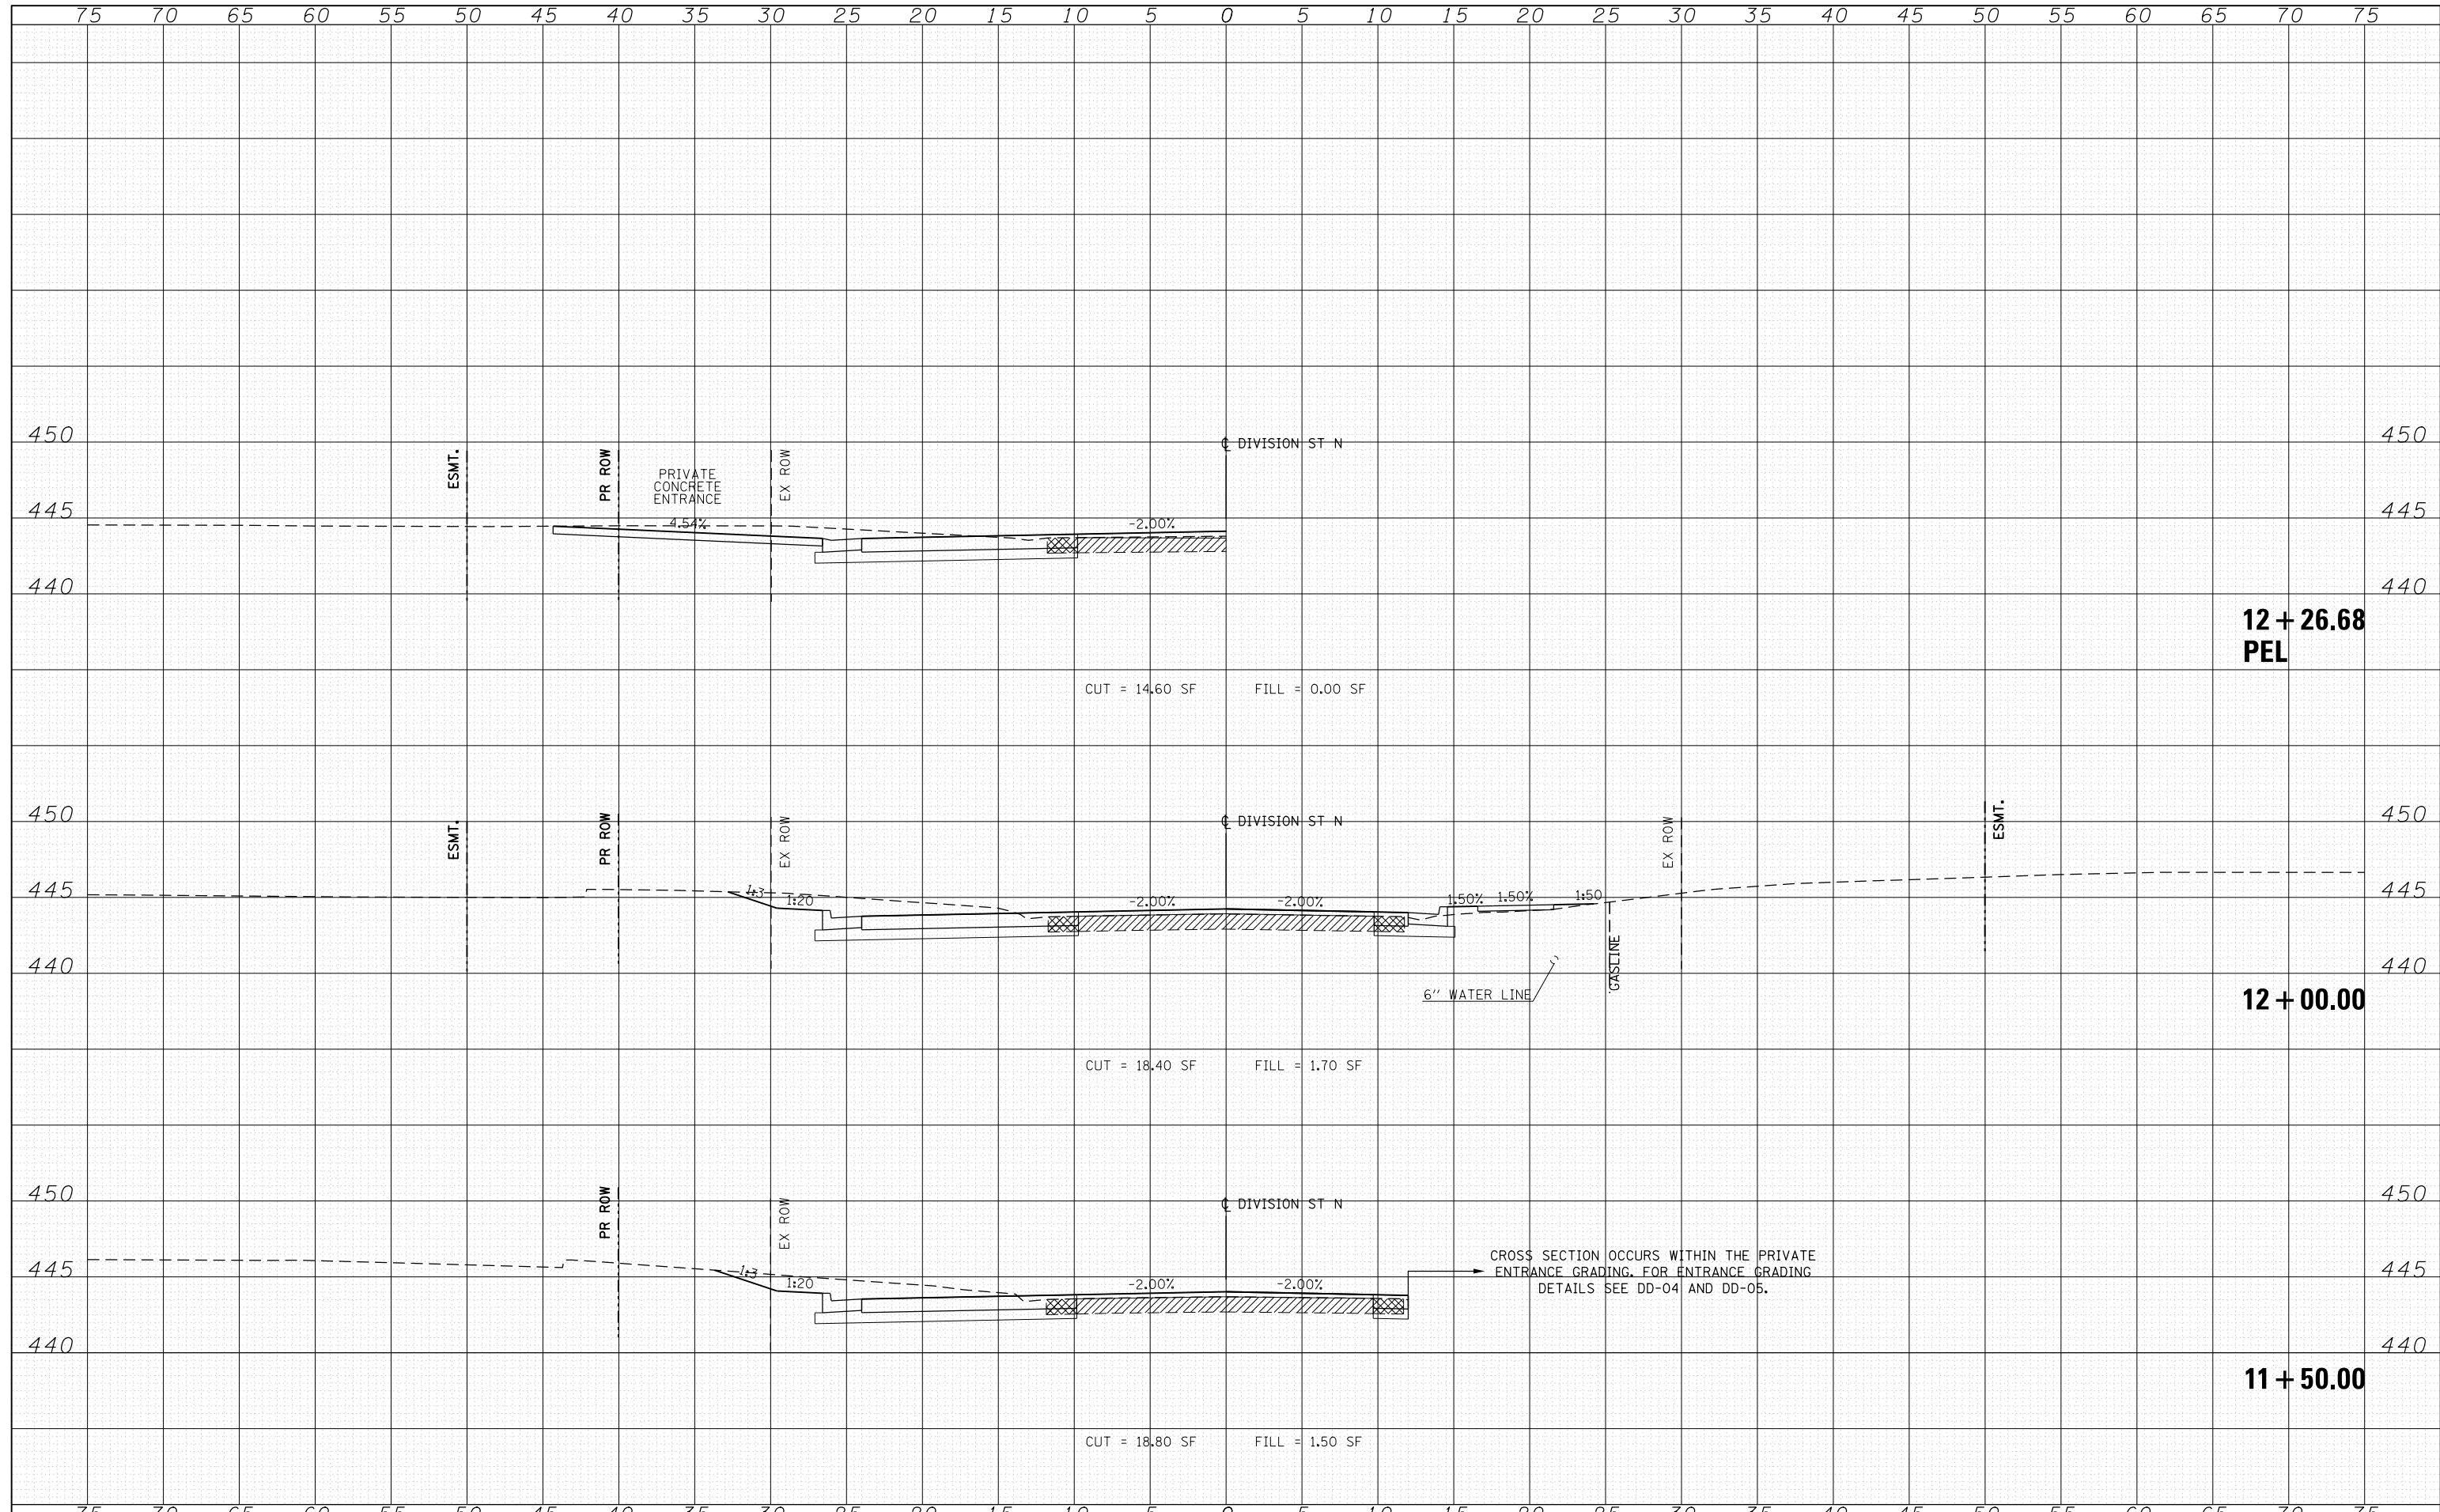 75 70 65 60 55 50 45 40 35 30 25 20 15 10 5 0 5 10 15 20 25 30 35 40 45 50 55 60 65 70 75
450 450
₵ DIVISION ST N
ESMT.
PR ROW
PRIVATE
CONCRETE
ENTRANCE
EX ROW
445 445
4.54% -2.00%
440 440
12+26.68
PEL
CUT = 14.60 SF FILL = 0.00 SF
450 450
₵ DIVISION ST N
ESMT.
PR ROW
EX ROW
EX ROW
ESMT.
445 445
1:3 1:20 -2.00% -2.00% 1.50% 1.50% 1:50
GASLINE
440 440
6" WATER LINE
12+00.00
CUT = 18.40 SF FILL = 1.70 SF
450 450
₵ DIVISION ST N
PR ROW
EX ROW
CROSS SECTION OCCURS WITHIN THE PRIVATE
ENTRANCE GRADING. FOR ENTRANCE GRADING
DETAILS SEE DD-04 AND DD-05.
445 445
1:3 1:20 -2.00% -2.00%
440 440
11+50.00
CUT = 18.80 SF FILL = 1.50 SF
75 70 65 60 55 50 45 40 35 30 25 20 15 10 5 0 5 10 15 20 25 30 35 40 45 50 55 60 65 70 75